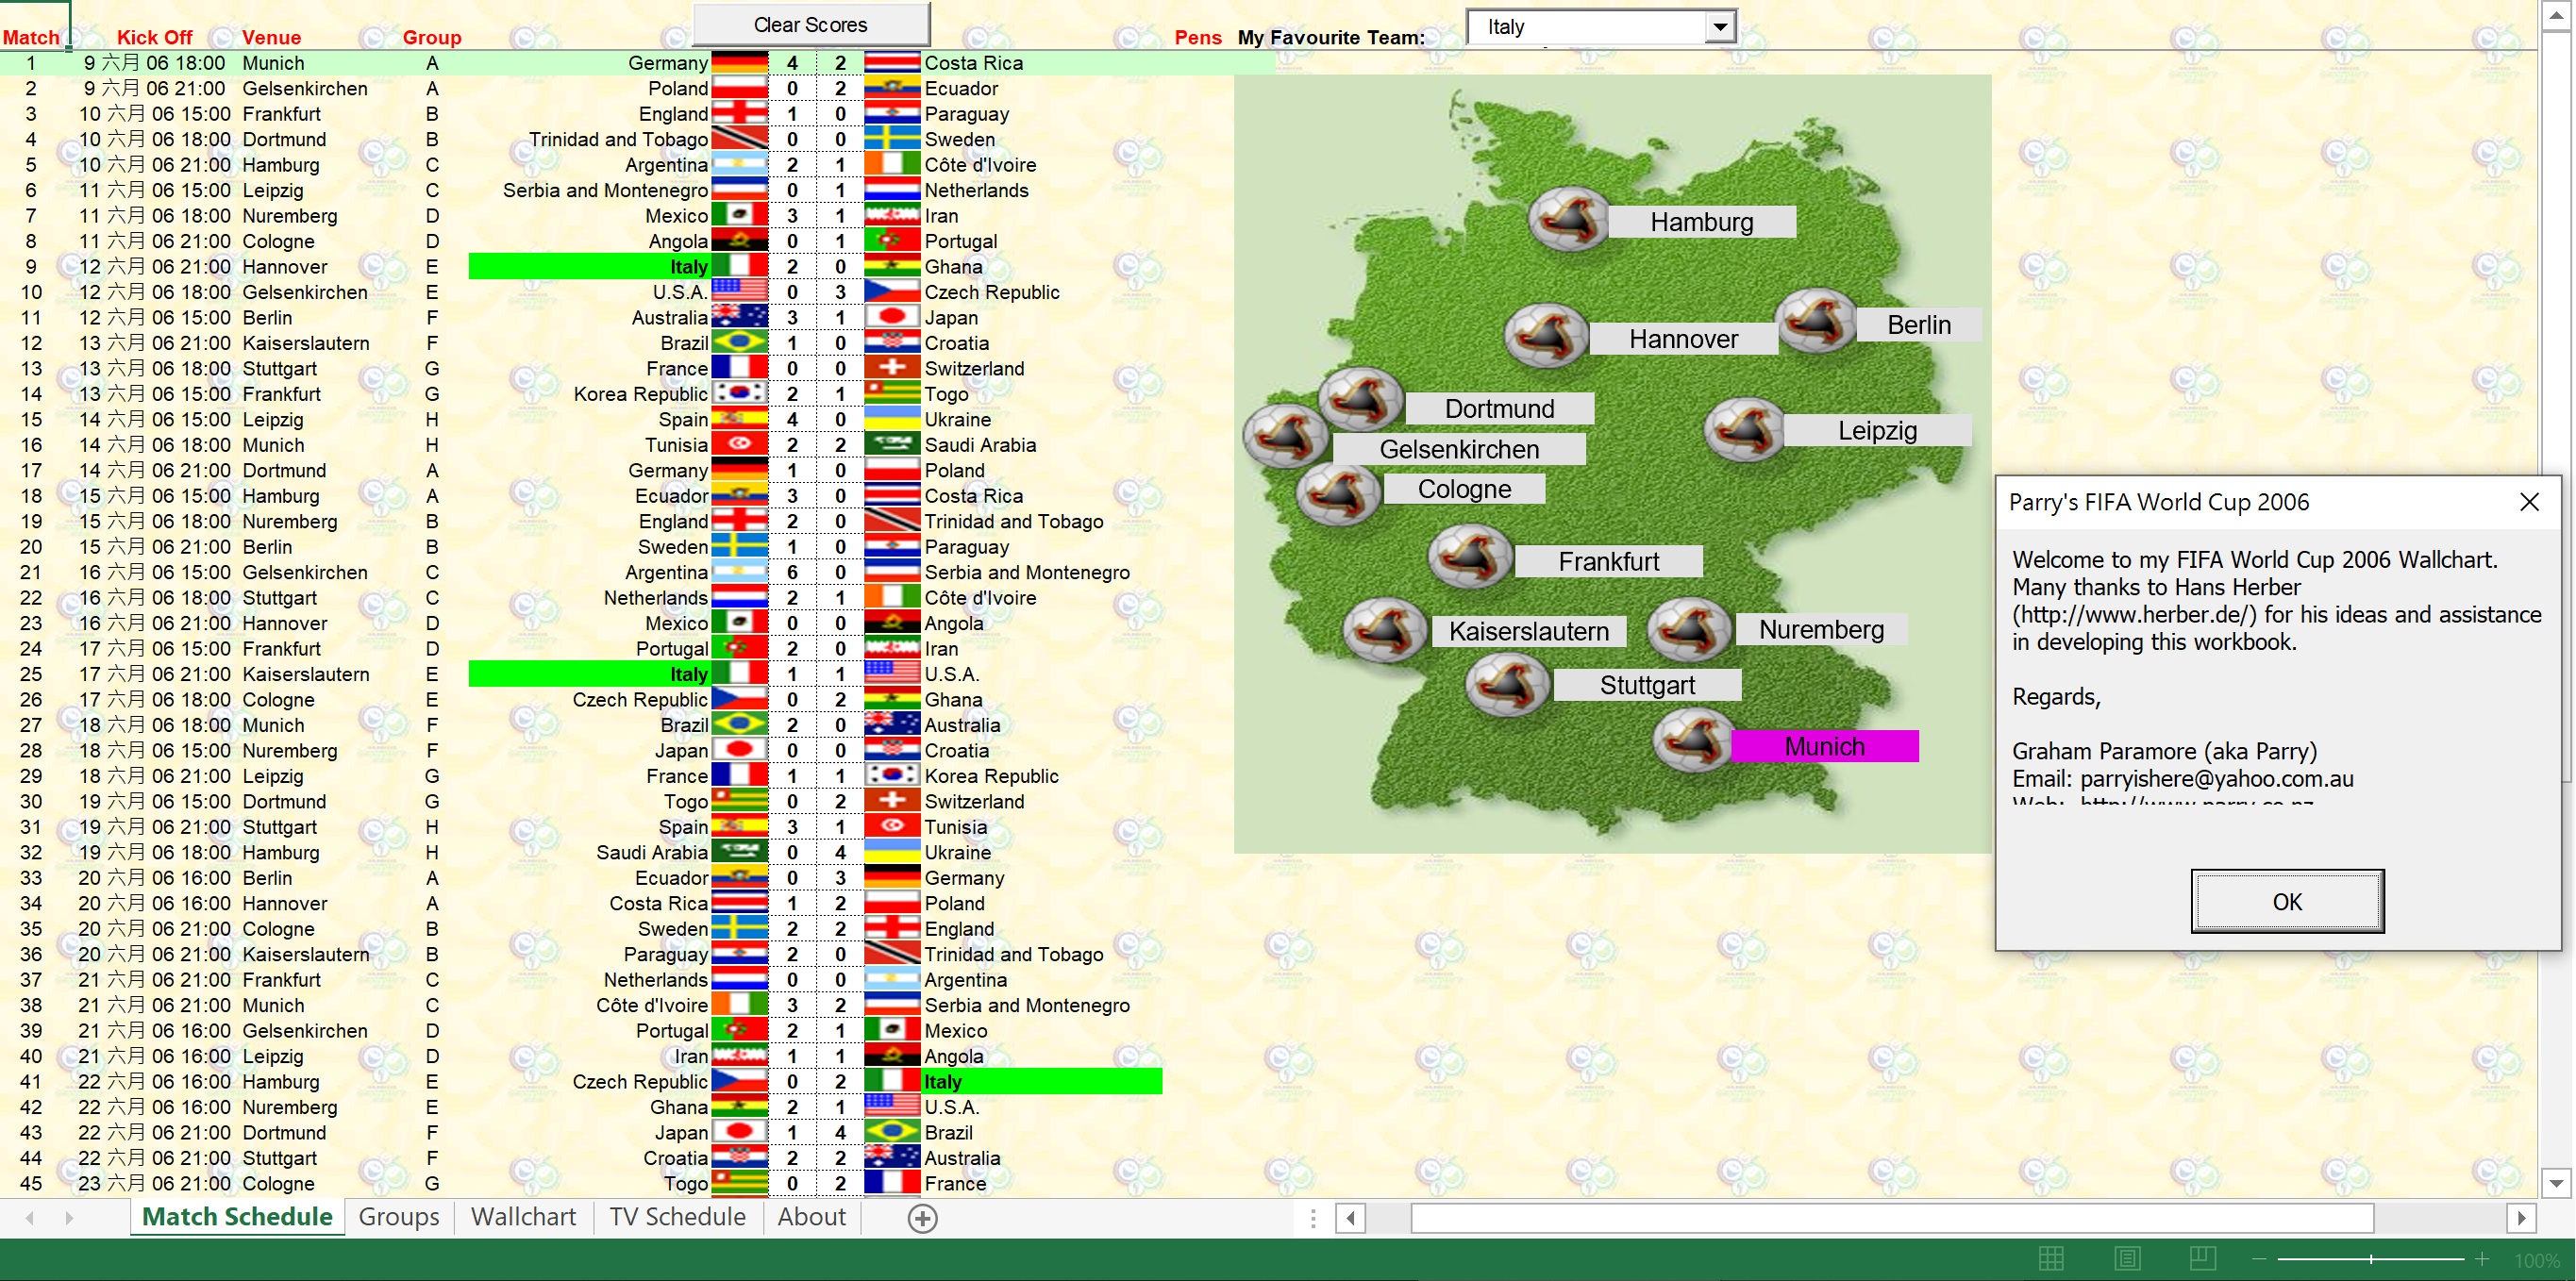 Clear Scores
Match Kick Off Venue Group Pens My Favourite Team: Italy
1 9 六月 06 18:00 Munich A Germany 4 2 Costa Rica
2 9 六月 06 21:00 Gelsenkirchen A Poland 0 2 Ecuador
3 10 六月 06 15:00 Frankfurt B England 1 0 Paraguay
4 10 六月 06 18:00 Dortmund B Trinidad and Tobago 0 0 Sweden
5 10 六月 06 21:00 Hamburg C Argentina 2 1 Côte d'Ivoire
6 11 六月 06 15:00 Leipzig C Serbia and Montenegro 0 1 Netherlands
7 11 六月 06 18:00 Nuremberg D Mexico 3 1 Iran
8 11 六月 06 21:00 Cologne D Angola 0 1 Portugal
9 12 六月 06 21:00 Hannover E Italy 2 0 Ghana
10 12 六月 06 18:00 Gelsenkirchen E U.S.A. 0 3 Czech Republic
11 12 六月 06 15:00 Berlin F Australia 3 1 Japan
12 13 六月 06 21:00 Kaiserslautern F Brazil 1 0 Croatia
13 13 六月 06 18:00 Stuttgart G France 0 0 Switzerland
14 13 六月 06 15:00 Frankfurt G Korea Republic 2 1 Togo
15 14 六月 06 15:00 Leipzig H Spain 4 0 Ukraine
16 14 六月 06 18:00 Munich H Tunisia 2 2 Saudi Arabia
17 14 六月 06 21:00 Dortmund A Germany 1 0 Poland
18 15 六月 06 15:00 Hamburg A Ecuador 3 0 Costa Rica
19 15 六月 06 18:00 Nuremberg B England 2 0 Trinidad and Tobago
20 15 六月 06 21:00 Berlin B Sweden 1 0 Paraguay
21 16 六月 06 15:00 Gelsenkirchen C Argentina 6 0 Serbia and Montenegro
22 16 六月 06 18:00 Stuttgart C Netherlands 2 1 Côte d'Ivoire
23 16 六月 06 21:00 Hannover D Mexico 0 0 Angola
24 17 六月 06 15:00 Frankfurt D Portugal 2 0 Iran
25 17 六月 06 21:00 Kaiserslautern E Italy 1 1 U.S.A.
26 17 六月 06 18:00 Cologne E Czech Republic 0 2 Ghana
27 18 六月 06 18:00 Munich F Brazil 2 0 Australia
28 18 六月 06 15:00 Nuremberg F Japan 0 0 Croatia
29 18 六月 06 21:00 Leipzig G France 1 1 Korea Republic
30 19 六月 06 15:00 Dortmund G Togo 0 2 Switzerland
31 19 六月 06 21:00 Stuttgart H Spain 3 1 Tunisia
32 19 六月 06 18:00 Hamburg H Saudi Arabia 0 4 Ukraine
33 20 六月 06 16:00 Berlin A Ecuador 0 3 Germany
34 20 六月 06 16:00 Hannover A Costa Rica 1 2 Poland
35 20 六月 06 21:00 Cologne B Sweden 2 2 England
36 20 六月 06 21:00 Kaiserslautern B Paraguay 2 0 Trinidad and Tobago
37 21 六月 06 21:00 Frankfurt C Netherlands 0 0 Argentina
38 21 六月 06 21:00 Munich C Côte d'Ivoire 3 2 Serbia and Montenegro
39 21 六月 06 16:00 Gelsenkirchen D Portugal 2 1 Mexico
40 21 六月 06 16:00 Leipzig D Iran 1 1 Angola
41 22 六月 06 16:00 Hamburg E Czech Republic 0 2 Italy
42 22 六月 06 16:00 Nuremberg E Ghana 2 1 U.S.A.
43 22 六月 06 21:00 Dortmund F Japan 1 4 Brazil
44 22 六月 06 21:00 Stuttgart F Croatia 2 2 Australia
45 23 六月 06 21:00 Cologne G Togo 0 2 France
Hamburg
Berlin
Hannover
Dortmund
Leipzig
Gelsenkirchen
Cologne
Frankfurt
Kaiserslautern
Nuremberg
Stuttgart
Munich
Parry's FIFA World Cup 2006
Welcome to my FIFA World Cup 2006 Wallchart.
Many thanks to Hans Herber
(http://www.herber.de/) for his ideas and assistance
in developing this workbook.
Regards,
Graham Paramore (aka Parry)
Email: parryishere@yahoo.com.au
Web: http://www.parry.co.nz
OK
Match Schedule Groups Wallchart TV Schedule About
100%